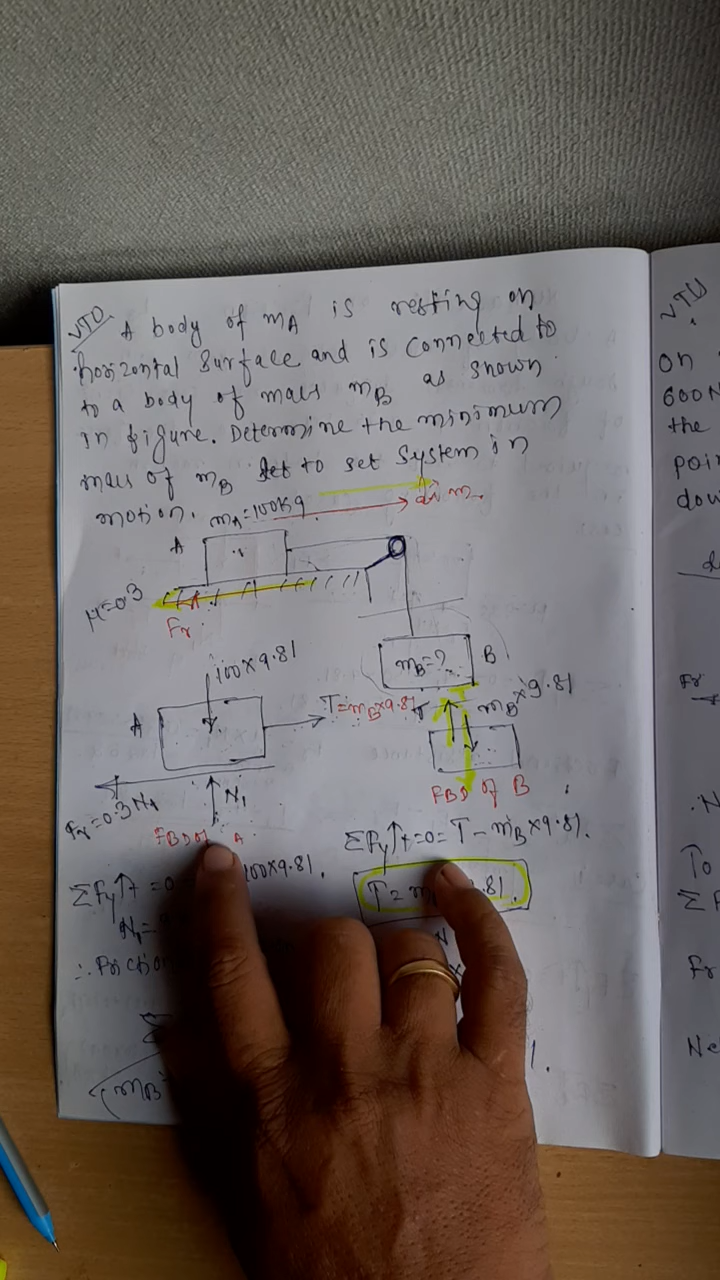 VTU
A body of mA is resting on
horizontal surface and is connected to
to a body of mass mB as shown
in figure. Determine the minimum
mass of mB to set system in
motion. mA=100kg
A
μ=0.3
Fr
mB=? B
100×9.81
A T=mB×9.81
T mB×9.81
Fr=0.3N1 N1
FBD of A
FBD of B
ΣFy↑+=0 100×9.81.
ΣFy↑+=0=T-mB×9.81.
N1=
T=m 9.81.
∴Friction
N
Σ
(mB
VTU
on
600N
the
poi
dow
Fr
N
To
Σ
Fr
Ne